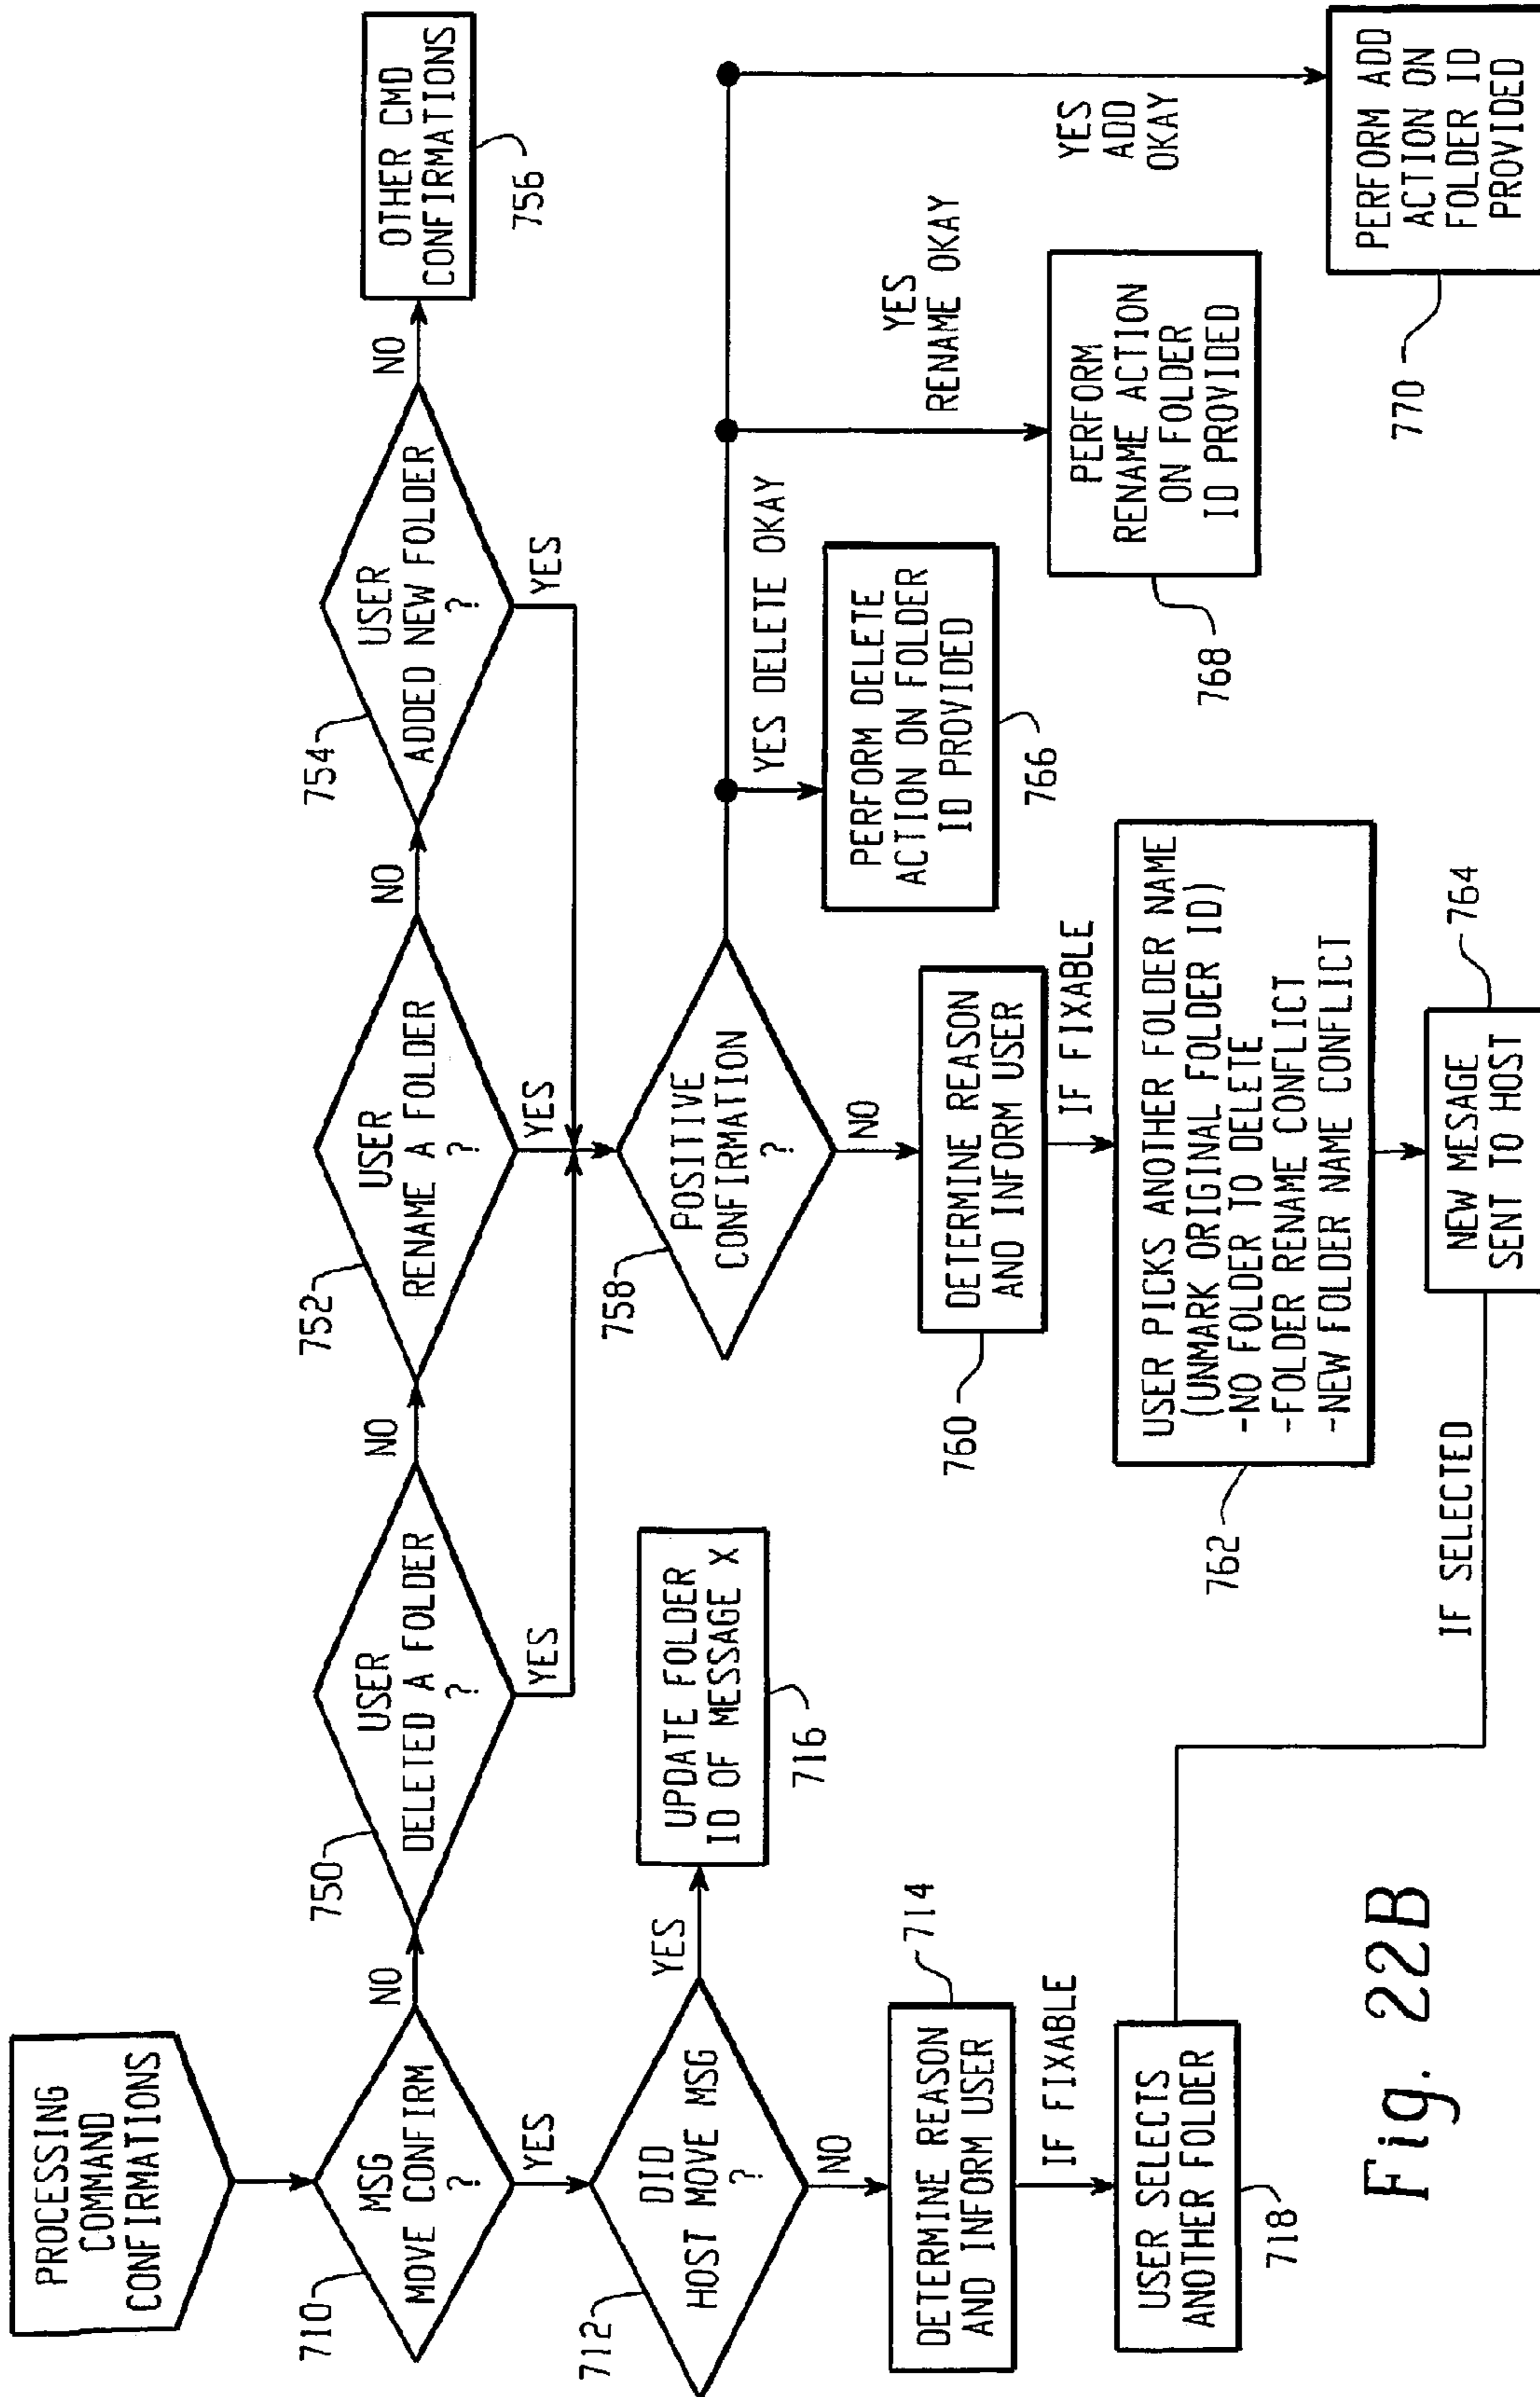 PROCESSING
COMMAND
CONFIRMATIONS
710
MSG
MOVE CONFIRM
?
NO
YES
750
USER
DELETED A FOLDER
?
NO
YES
752
USER
RENAME A FOLDER
?
NO
YES
754
USER
ADDED NEW FOLDER
?
NO
YES
OTHER CMD
CONFIRMATIONS
756
712
DID
HOST MOVE MSG
?
YES
NO
UPDATE FOLDER
ID OF MESSAGE X
716
758
POSITIVE
CONFIRMATION
?
NO
YES DELETE OKAY
YES
RENAME OKAY
YES
ADD
OKAY
714
DETERMINE REASON
AND INFORM USER
IF FIXABLE
760
DETERMINE REASON
AND INFORM USER
IF FIXABLE
PERFORM DELETE
ACTION ON FOLDER
ID PROVIDED
766
PERFORM
RENAME ACTION
ON FOLDER
ID PROVIDED
768
PERFORM ADD
ACTION ON
FOLDER ID
PROVIDED
770
USER SELECTS
ANOTHER FOLDER
718
USER PICKS ANOTHER FOLDER NAME
(UNMARK ORIGINAL FOLDER ID)
-NO FOLDER TO DELETE
-FOLDER RENAME CONFLICT
-NEW FOLDER NAME CONFLICT
762
IF SELECTED
NEW MESSAGE
SENT TO HOST
764
Fig. 22B